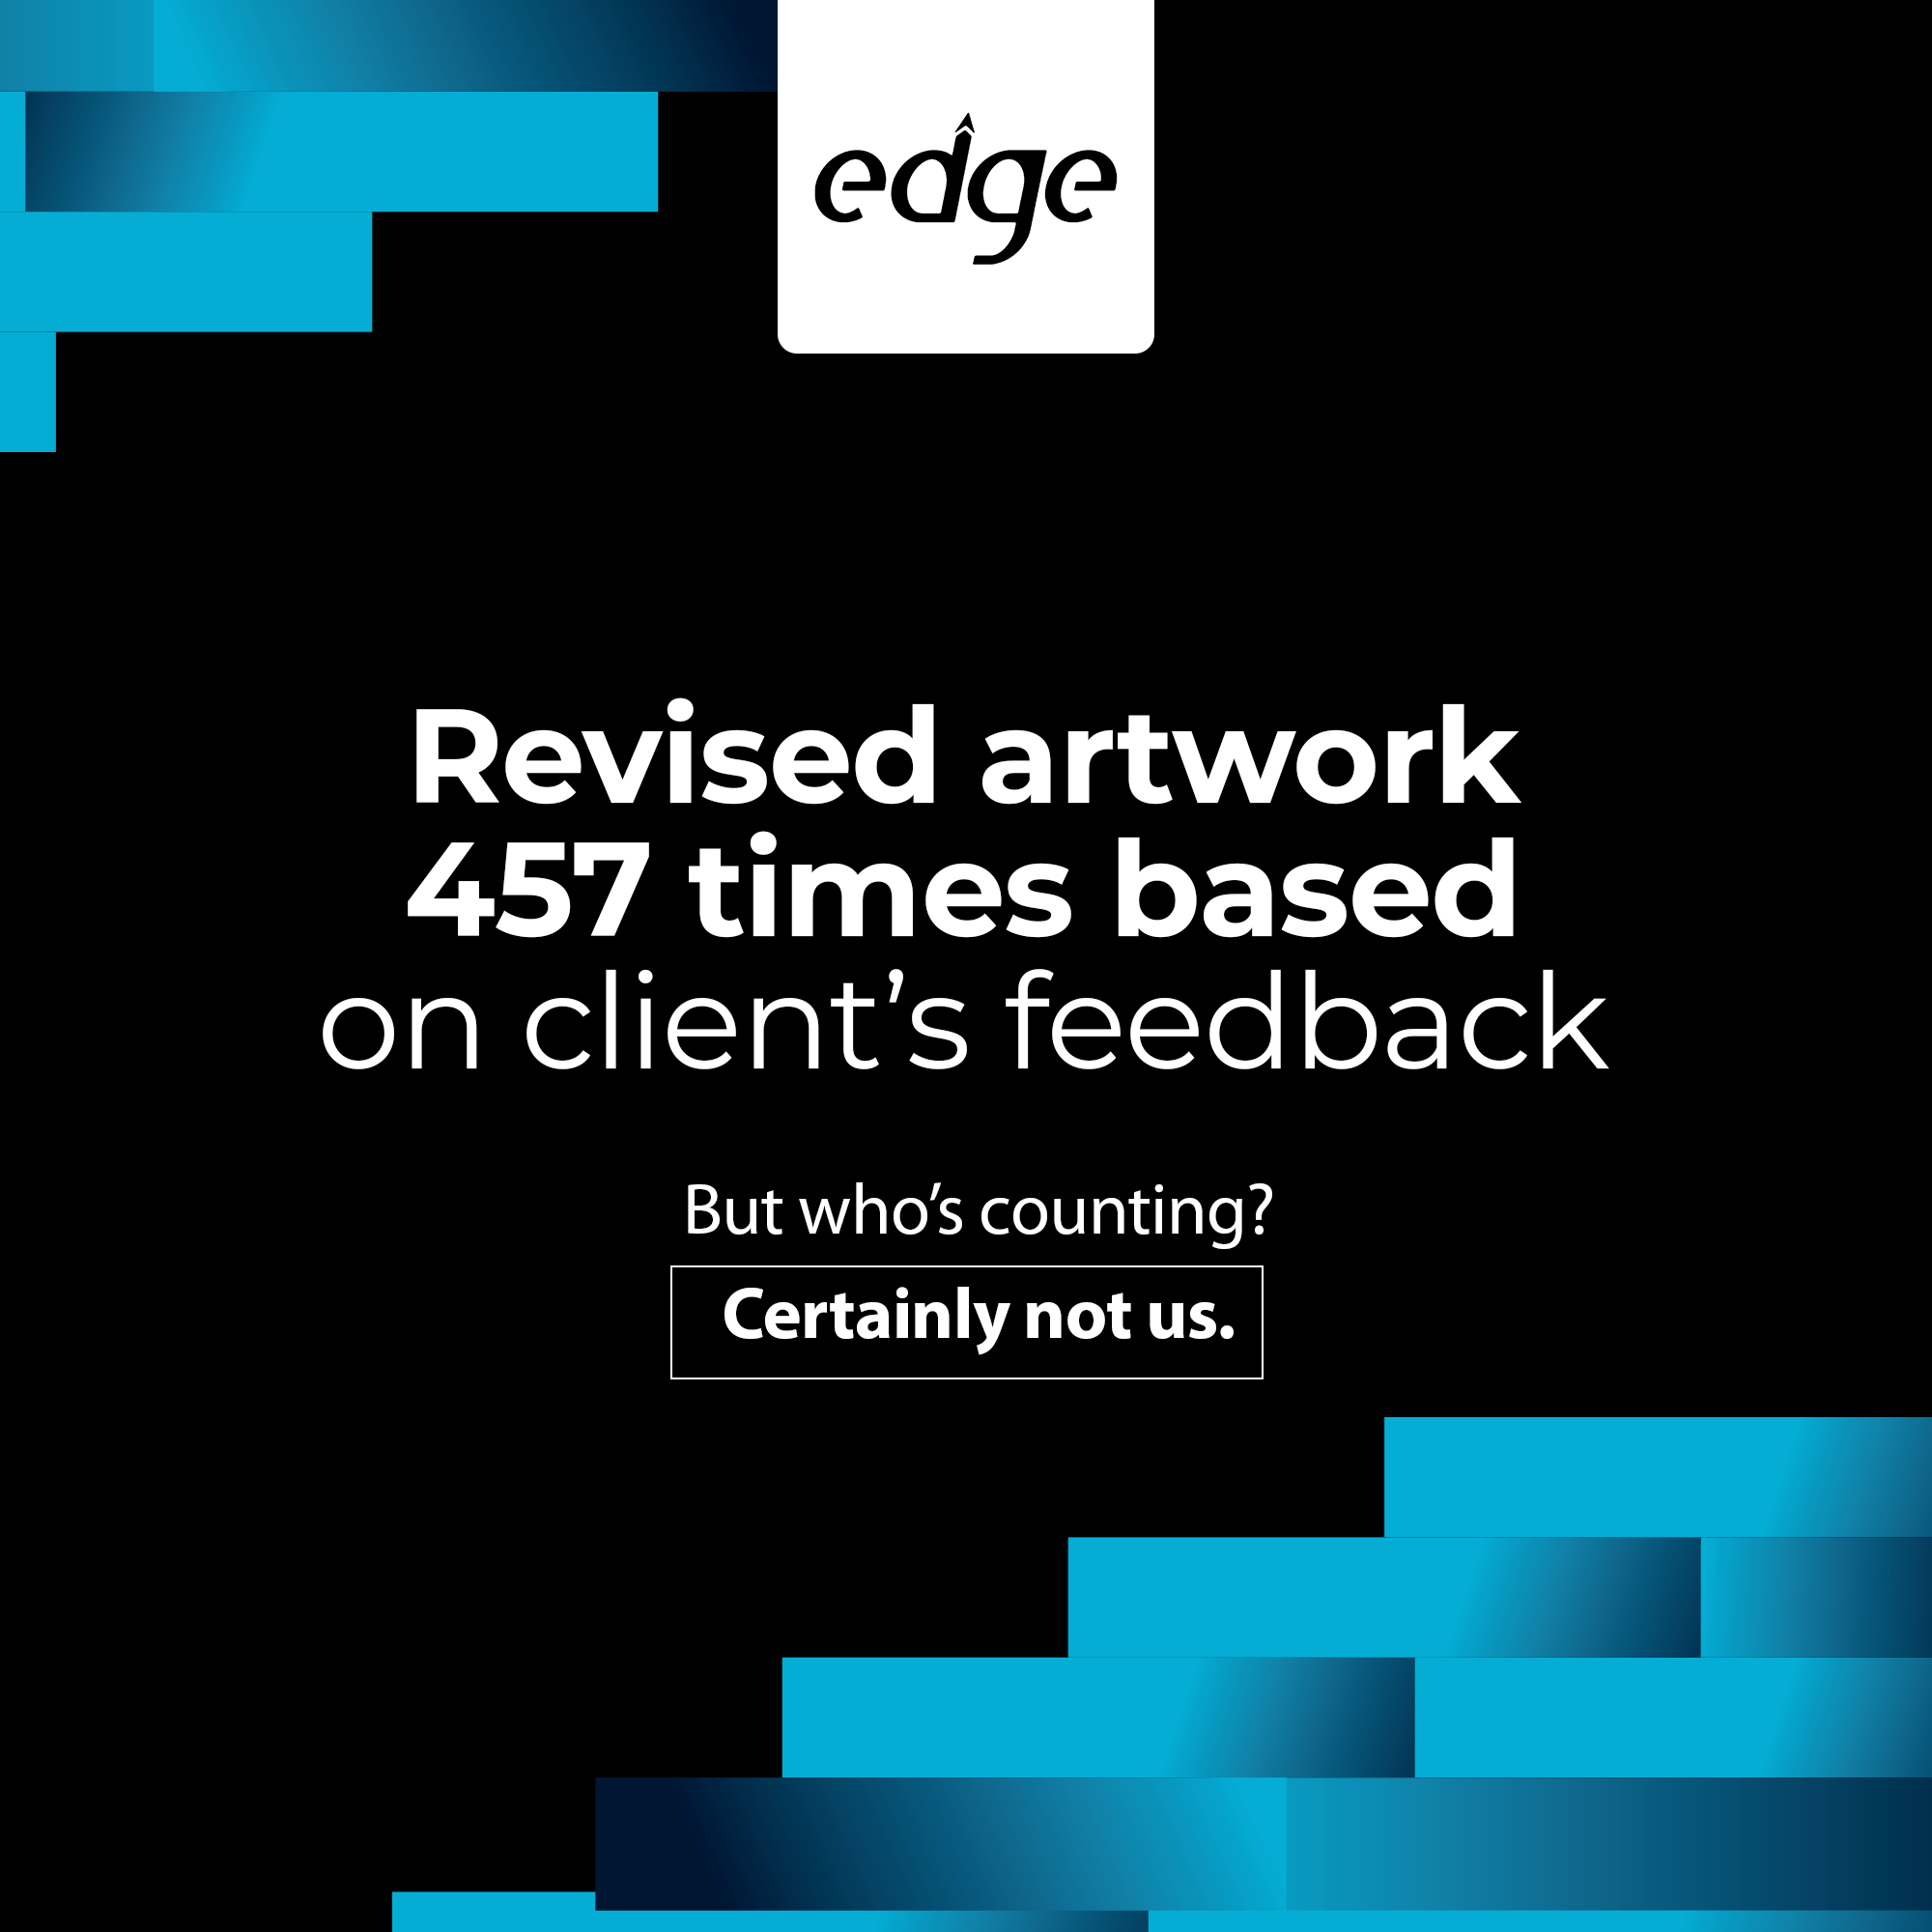 edge
Revised artwork
457 times based
on client’s feedback
But who’s counting?
Certainly not us.